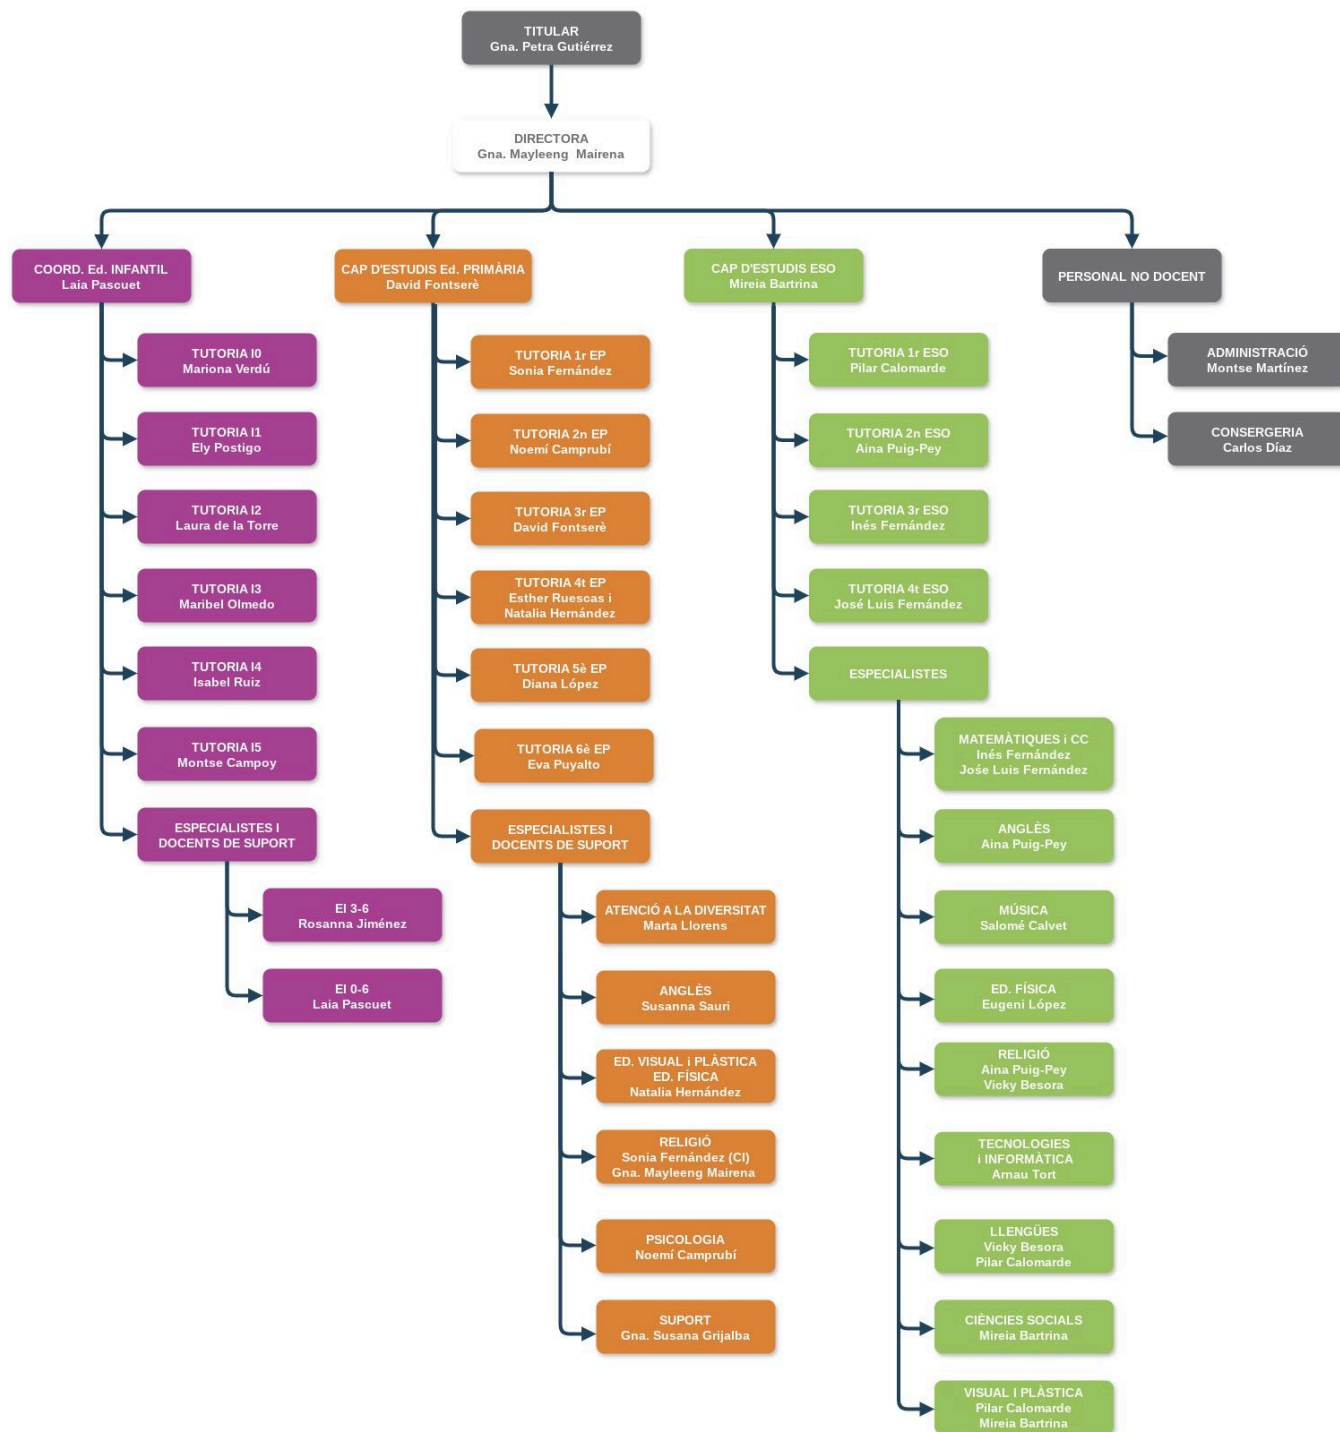 TITULAR
Gna. Petra Gutiérrez
DIRECTORA
Gna. Mayleeng  Mairena
COORD. Ed. INFANTIL
Laia Pascuet
TUTORIA I0
Mariona Verdú
TUTORIA I1
Ely Postigo
TUTORIA I2
Laura de la Torre
TUTORIA I3
Maribel Olmedo
TUTORIA I4
Isabel Ruiz
TUTORIA I5
Montse Campoy
ESPECIALISTES I
DOCENTS DE SUPORT
EI 3-6
Rosanna Jiménez
EI 0-6
Laia Pascuet
CAP D'ESTUDIS Ed. PRIMÀRIA
David Fontserè
TUTORIA 1r EP
Sonia Fernández
TUTORIA 2n EP
Noemí Camprubí
TUTORIA 3r EP
David Fontserè
TUTORIA 4t EP
Esther Ruescas i
Natalia Hernández
TUTORIA 5è EP
Diana López
TUTORIA 6è EP
Eva Puyalto
ESPECIALISTES I
DOCENTS DE SUPORT
ATENCIÓ A LA DIVERSITAT
Marta Llorens
ANGLÈS
Susanna Sauri
ED. VISUAL i PLÀSTICA
ED. FÍSICA
Natalia Hernández
RELIGIÓ
Sonia Fernández (CI)
Gna. Mayleeng Mairena
PSICOLOGIA
Noemí Camprubí
SUPORT
Gna. Susana Grijalba
CAP D'ESTUDIS ESO
Mireia Bartrina
TUTORIA 1r ESO
Pilar Calomarde
TUTORIA 2n ESO
Aina Puig-Pey
TUTORIA 3r ESO
Inés Fernández
TUTORIA 4t ESO
José Luis Fernández
ESPECIALISTES
MATEMÀTIQUES i CC
Inés Fernández
Jośe Luis Fernández
ANGLÈS
Aina Puig-Pey
MÚSICA
Salomé Calvet
ED. FÍSICA
Eugeni López
RELIGIÓ
Aina Puig-Pey
Vicky Besora
TECNOLOGIES
i INFORMÀTICA
Arnau Tort
LLENGÜES
Vicky Besora
Pilar Calomarde
CIÈNCIES SOCIALS
Mireia Bartrina
VISUAL I PLÀSTICA
Pilar Calomarde
Mireia Bartrina
PERSONAL NO DOCENT
ADMINISTRACIÓ
Montse Martínez
CONSERGERIA
Carlos Díaz